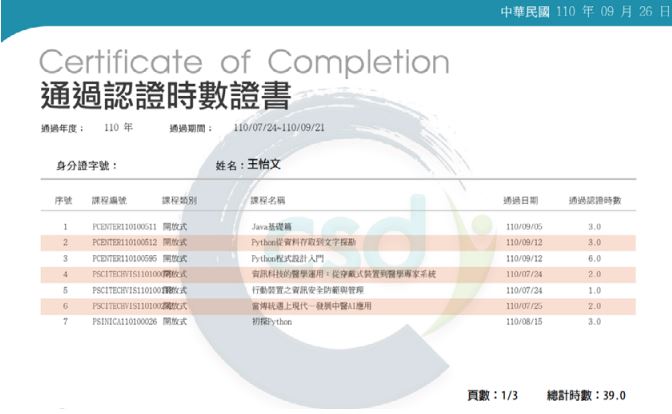 中華民國 110 年 09 月 26 日
Certificate of Completion
通過認證時數證書
通過年度： 110 年 通過期間： 110/07/24~110/09/21
身分證字號： 姓名：王怡文
序號 課程編號 課程類別 課程名稱 通過日期 通過認證時數
1 PCENTER110100511 開放式 Java基礎篇 110/09/05 3.0
2 PCENTER110100512 開放式 Python從資料存取到文字探勘 110/09/12 3.0
3 PCENTER110100595 開放式 Python程式設計入門 110/09/12 6.0
4 開放式 資訊科技的醫學運用：從穿戴式裝置到醫學專家系統 110/07/24 2.0
5 開放式 行動裝置之資訊安全防範與管理 110/07/24 1.0
6 開放式 當傳統遇上現代－發展中醫AI應用 110/07/25 2.0
7 PSINICA110100026 開放式 初探Python 110/08/15 3.0
csdj
頁數：1/3 總計時數：39.0